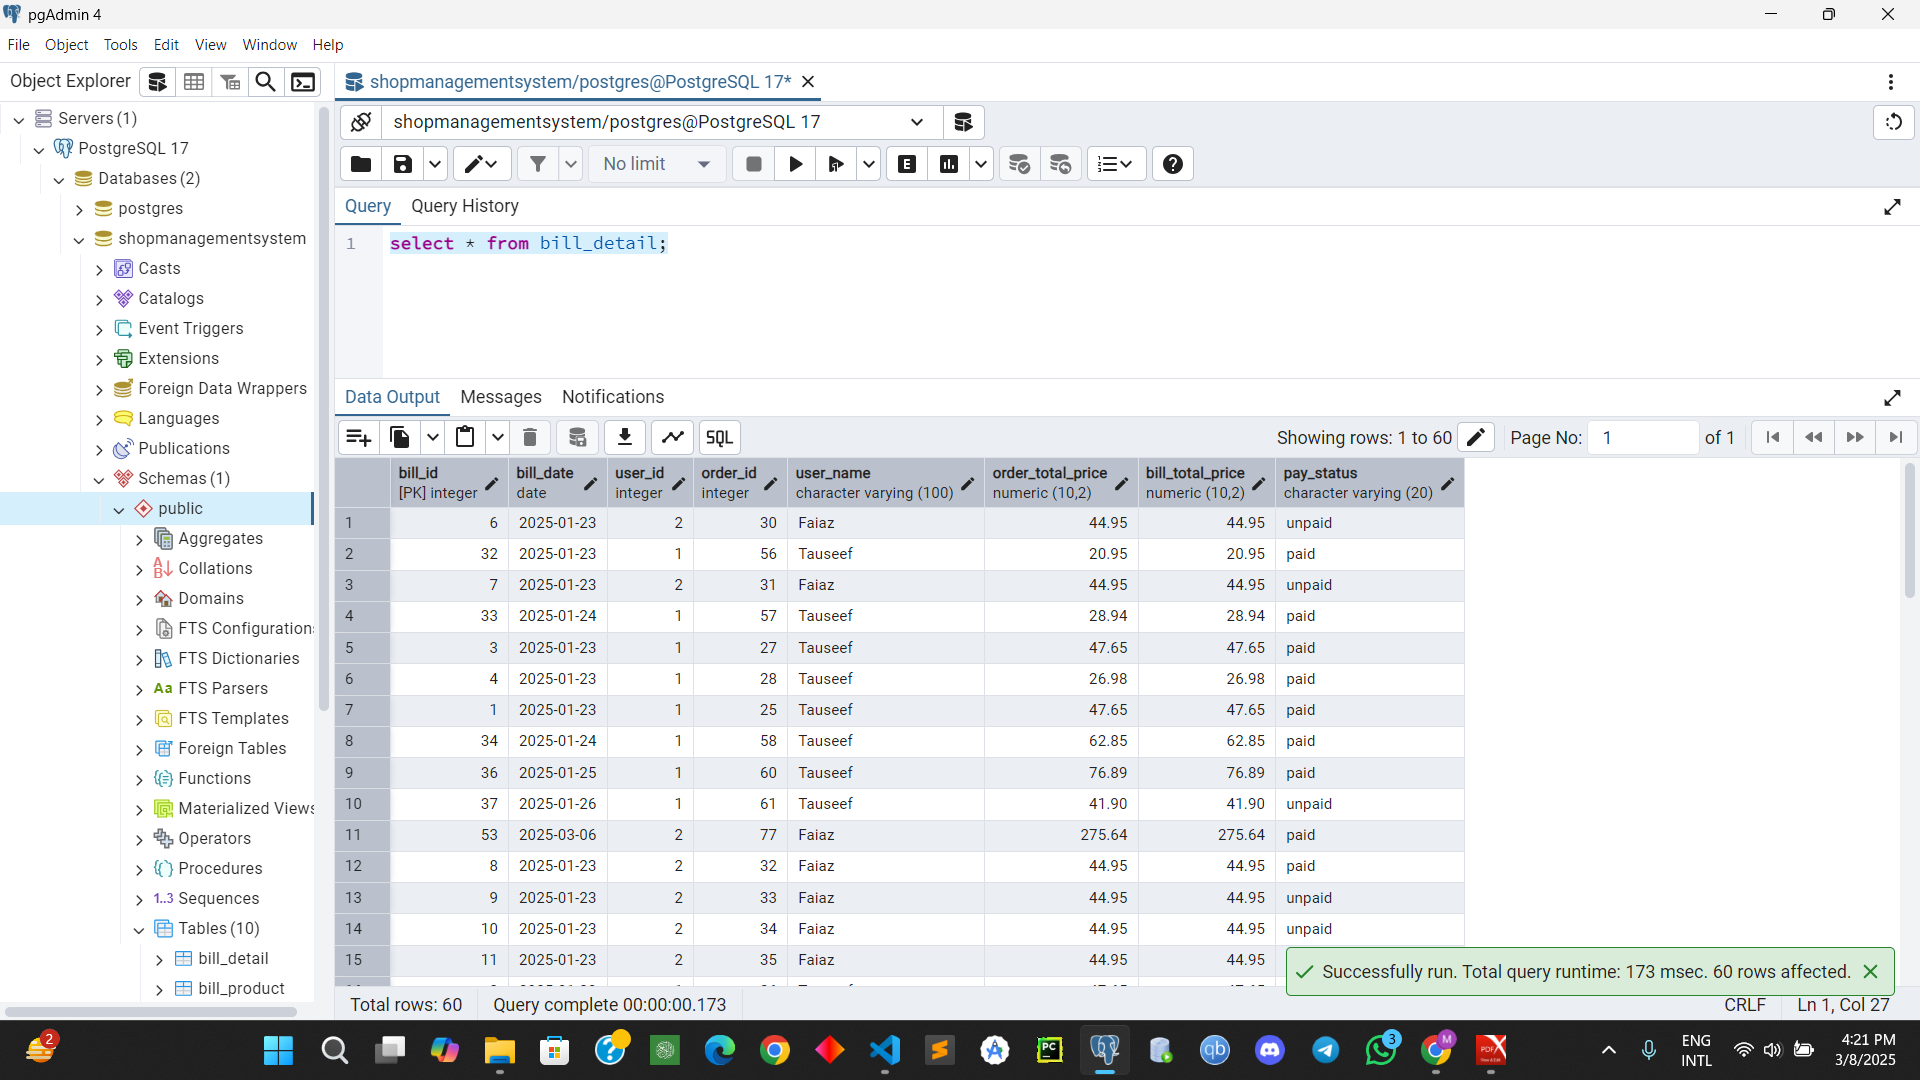 pgAdmin 4
File Object Tools Edit View Window Help
Object Explorer
shopmanagementsystem/postgres@PostgreSQL 17*
Servers (1)
PostgreSQL 17
Databases (2)
postgres
shopmanagementsystem
Casts
Catalogs
Event Triggers
Extensions
Foreign Data Wrappers
Languages
Publications
Schemas (1)
public
Aggregates
Collations
Domains
FTS Configuration
FTS Dictionaries
Aa FTS Parsers
FTS Templates
Foreign Tables
Functions
Materialized Views
Operators
Procedures
1..3 Sequences
Tables (10)
bill_detail
bill_product
shopmanagementsystem/postgres@PostgreSQL 17
No limit
E
Query Query History
1 select * from bill_detail;
Data Output Messages Notifications
SQL Showing rows: 1 to 60 Page No: 1 of 1
bill_id bill_date user_id order_id user_name order_total_price bill_total_price pay_status
[PK] integer date integer integer character varying (100) numeric (10,2) numeric (10,2) character varying (20)
1 6 2025-01-23 2 30 Faiaz 44.95 44.95 unpaid
2 32 2025-01-23 1 56 Tauseef 20.95 20.95 paid
3 7 2025-01-23 2 31 Faiaz 44.95 44.95 unpaid
4 33 2025-01-24 1 57 Tauseef 28.94 28.94 paid
5 3 2025-01-23 1 27 Tauseef 47.65 47.65 paid
6 4 2025-01-23 1 28 Tauseef 26.98 26.98 paid
7 1 2025-01-23 1 25 Tauseef 47.65 47.65 paid
8 34 2025-01-24 1 58 Tauseef 62.85 62.85 paid
9 36 2025-01-25 1 60 Tauseef 76.89 76.89 paid
10 37 2025-01-26 1 61 Tauseef 41.90 41.90 unpaid
11 53 2025-03-06 2 77 Faiaz 275.64 275.64 paid
12 8 2025-01-23 2 32 Faiaz 44.95 44.95 paid
13 9 2025-01-23 2 33 Faiaz 44.95 44.95 unpaid
14 10 2025-01-23 2 34 Faiaz 44.95 44.95 unpaid
15 11 2025-01-23 2 35 Faiaz 44.95 44.95
Successfully run. Total query runtime: 173 msec. 60 rows affected.
Total rows: 60 Query complete 00:00:00.173 CRLF Ln 1, Col 27
2
PC
qb
3
M
PDF
ENG
INTL
4:21 PM
3/8/2025